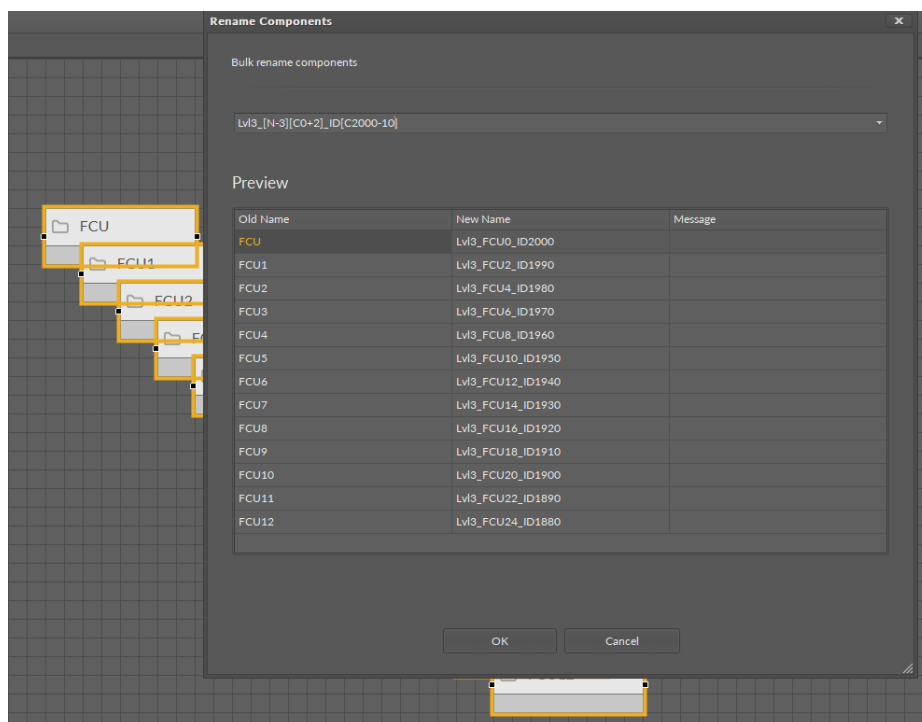 Rename Components
Bulk rename components
Lvl3_[N-3][C0+2]_ID[C2000-10]
Preview
Old Name New Name Message
FCU Lvl3_FCU0_ID2000
FCU1 Lvl3_FCU2_ID1990
FCU2 Lvl3_FCU4_ID1980
FCU3 Lvl3_FCU6_ID1970
FCU4 Lvl3_FCU8_ID1960
FCU5 Lvl3_FCU10_ID1950
FCU6 Lvl3_FCU12_ID1940
FCU7 Lvl3_FCU14_ID1930
FCU8 Lvl3_FCU16_ID1920
FCU9 Lvl3_FCU18_ID1910
FCU10 Lvl3_FCU20_ID1900
FCU11 Lvl3_FCU22_ID1890
FCU12 Lvl3_FCU24_ID1880
OK Cancel
FCU
FCU1
FCU2